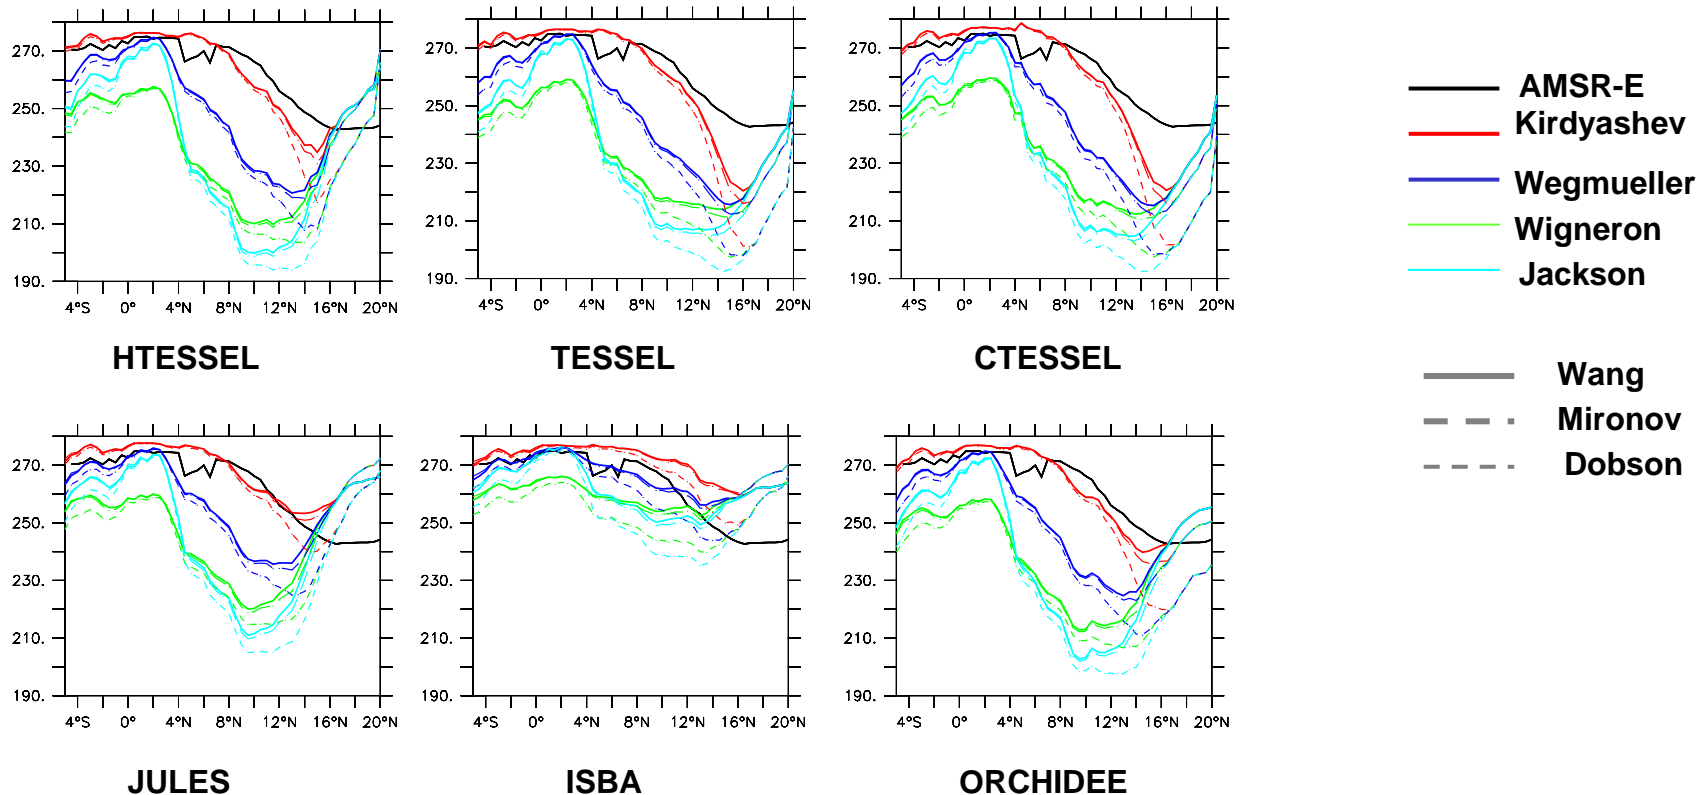 270.
250.
230.
210.
190.
4°S 0° 4°N 8°N 12°N 16°N 20°N
HTESSEL
270.
250.
230.
210.
190.
4°S 0° 4°N 8°N 12°N 16°N 20°N
TESSEL
270.
250.
230.
210.
190.
4°S 0° 4°N 8°N 12°N 16°N 20°N
CTESSEL
AMSR-E
Kirdyashev
Wegmueller
Wigneron
Jackson
Wang
Mironov
Dobson
270.
250.
230.
210.
190.
4°S 0° 4°N 8°N 12°N 16°N 20°N
JULES
270.
250.
230.
210.
190.
4°S 0° 4°N 8°N 12°N 16°N 20°N
ISBA
270.
250.
230.
210.
190.
4°S 0° 4°N 8°N 12°N 16°N 20°N
ORCHIDEE